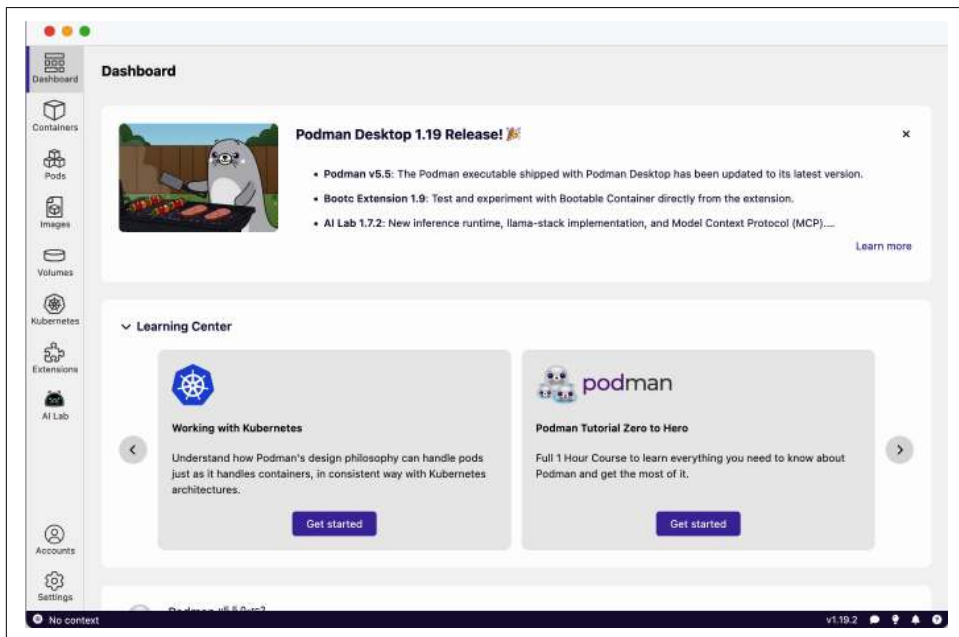 Dashboard
Dashboard
Containers
Pods
Images
Volumes
Kubernetes
Extensions
AI Lab
Accounts
Settings
Podman Desktop 1.19 Release! 🎉
• Podman v5.5: The Podman executable shipped with Podman Desktop has been updated to its latest version.
• Bootc Extension 1.9: Test and experiment with Bootable Container directly from the extension.
• AI Lab 1.7.2: New inference runtime, llama-stack implementation, and Model Context Protocol (MCP)....
Learn more
Learning Center
Working with Kubernetes
Understand how Podman's design philosophy can handle pods
just as it handles containers, in consistent way with Kubernetes
architectures.
Get started
podman
Podman Tutorial Zero to Hero
Full 1 Hour Course to learn everything you need to know about
Podman and get the most of it.
Get started
No context
v1.19.2